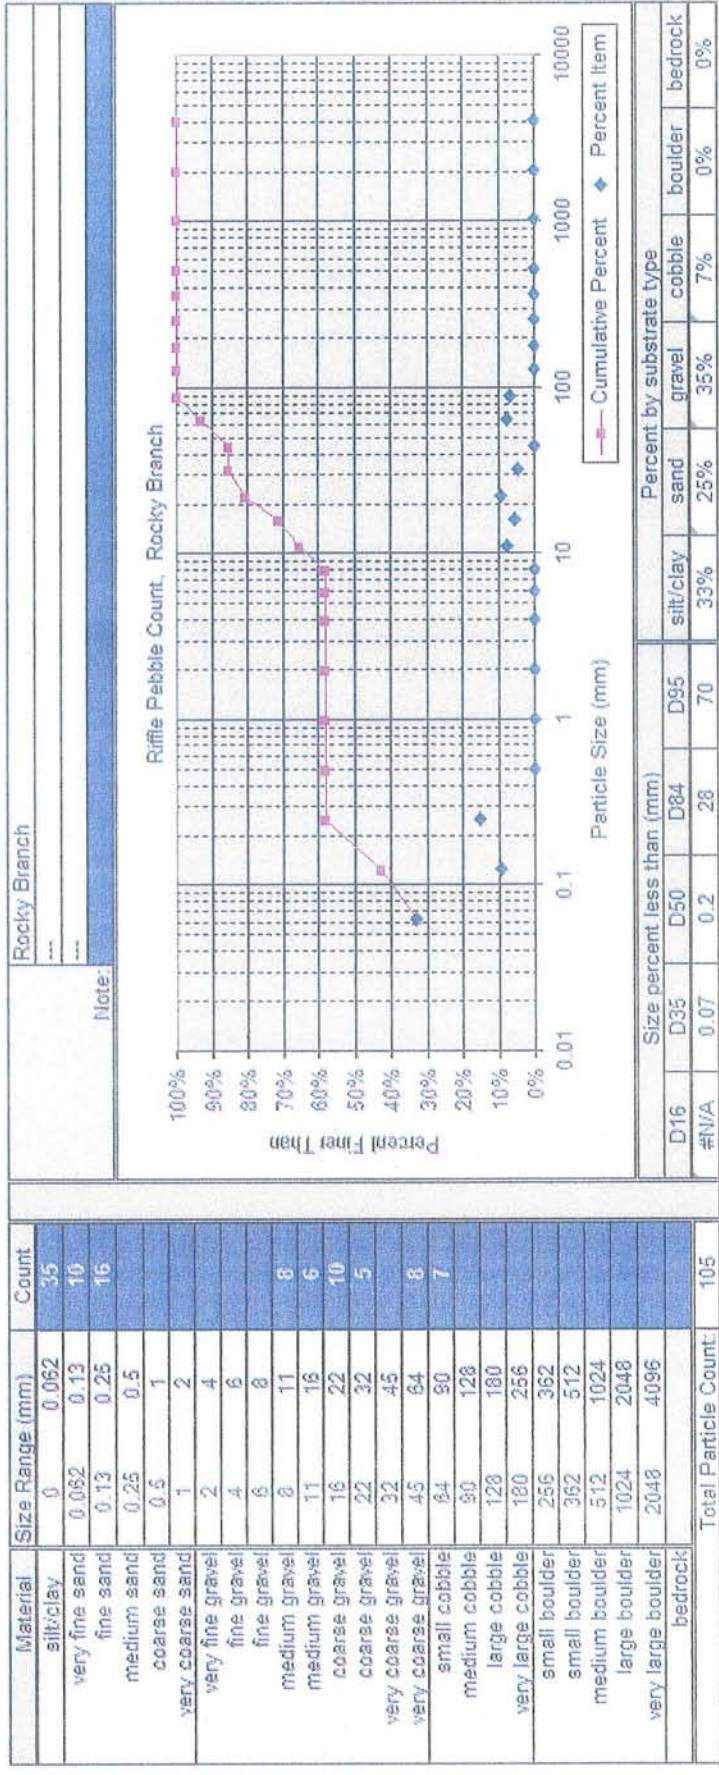 Material Size Range (mm) Count
silt/clay 0 0.062 35
very fine sand 0.062 0.13 10
fine sand 0.13 0.25 16
medium sand 0.25 0.5
coarse sand 0.5 1
very coarse sand 1 2
very fine gravel 2 4
fine gravel 4 6
fine gravel 6 8
medium gravel 8 11 8
medium gravel 11 16 6
coarse gravel 16 22 10
coarse gravel 22 32 5
very coarse gravel 32 45
very coarse gravel 45 64 8
small cobble 64 90 7
medium cobble 90 128
large cobble 128 180
very large cobble 180 256
small boulder 256 362
small boulder 362 512
medium boulder 512 1024
large boulder 1024 2048
very large boulder 2048 4096
bedrock
Total Particle Count: 105
Rocky Branch
---
---
Note:
Riffle Pebble Count, Rocky Branch
Percent Finer Than
100%
90%
80%
70%
60%
50%
40%
30%
20%
10%
0%
0.01 0.1 1 10 100 1000 10000
Particle Size (mm)
Cumulative Percent Percent Item
Size percent less than (mm) Percent by substrate type
D16 D35 D50 D84 D95 silt/clay sand gravel cobble boulder bedrock
#N/A 0.07 0.2 28 70 33% 25% 35% 7% 0% 0%